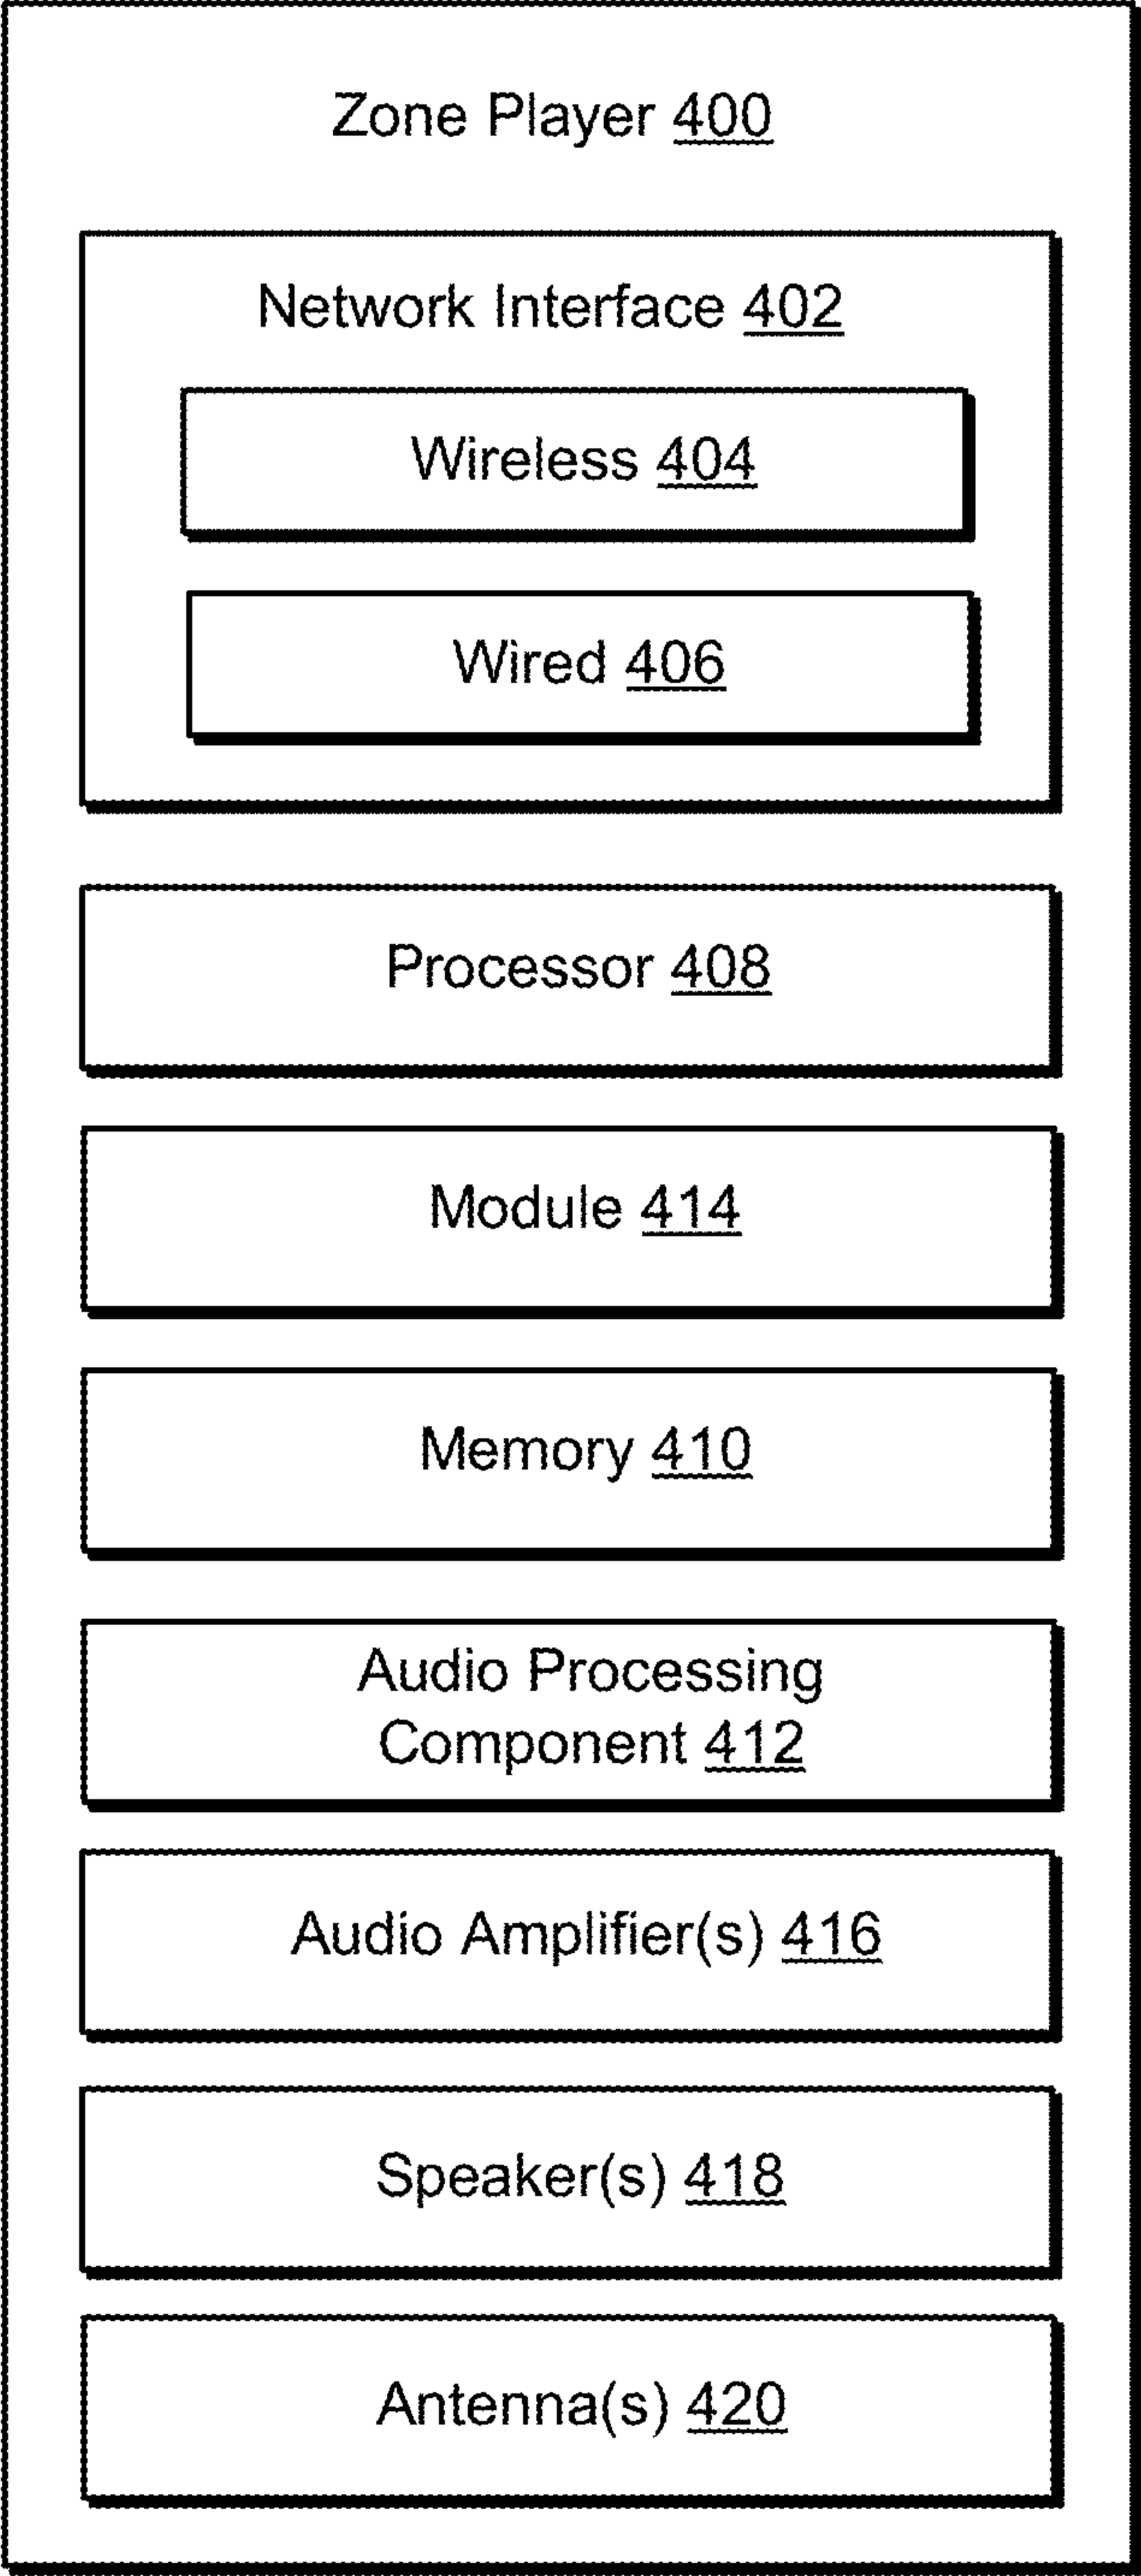 Zone Player 400
Network Interface 402
Wireless 404
Wired 406
Processor 408
Module 414
Memory 410
Audio Processing
Component 412
Audio Amplifier(s) 416
Speaker(s) 418
Antenna(s) 420